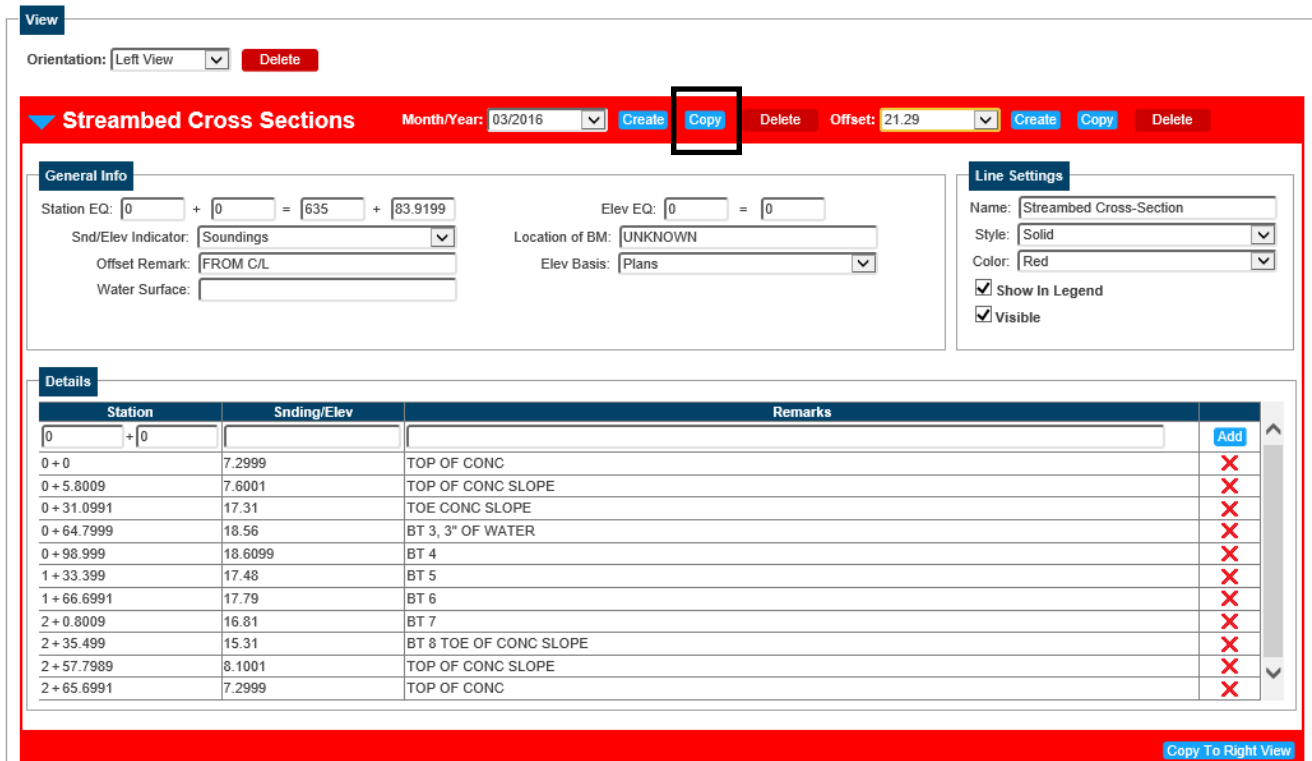 View
Orientation: Left View Delete
Streambed Cross Sections Month/Year: 03/2016 Create Copy Delete Offset: 21.29 Create Copy Delete
General Info
Station EQ: 0 + 0 = 635 + 83.9199 Elev EQ: 0 = 0
Snd/Elev Indicator: Soundings Location of BM: UNKNOWN
Offset Remark: FROM C/L Elev Basis: Plans
Water Surface:
Line Settings
Name: Streambed Cross-Section
Style: Solid
Color: Red
Show In Legend
Visible
Details
Station Snding/Elev Remarks
0 + 0 Add
0 + 0 7.2999 TOP OF CONC
0 + 5.8009 7.6001 TOP OF CONC SLOPE
0 + 31.0991 17.31 TOE CONC SLOPE
0 + 64.7999 18.56 BT 3, 3" OF WATER
0 + 98.999 18.6099 BT 4
1 + 33.399 17.48 BT 5
1 + 66.6991 17.79 BT 6
2 + 0.8009 16.81 BT 7
2 + 35.499 15.31 BT 8 TOE OF CONC SLOPE
2 + 57.7989 8.1001 TOP OF CONC SLOPE
2 + 65.6991 7.2999 TOP OF CONC
Copy To Right View